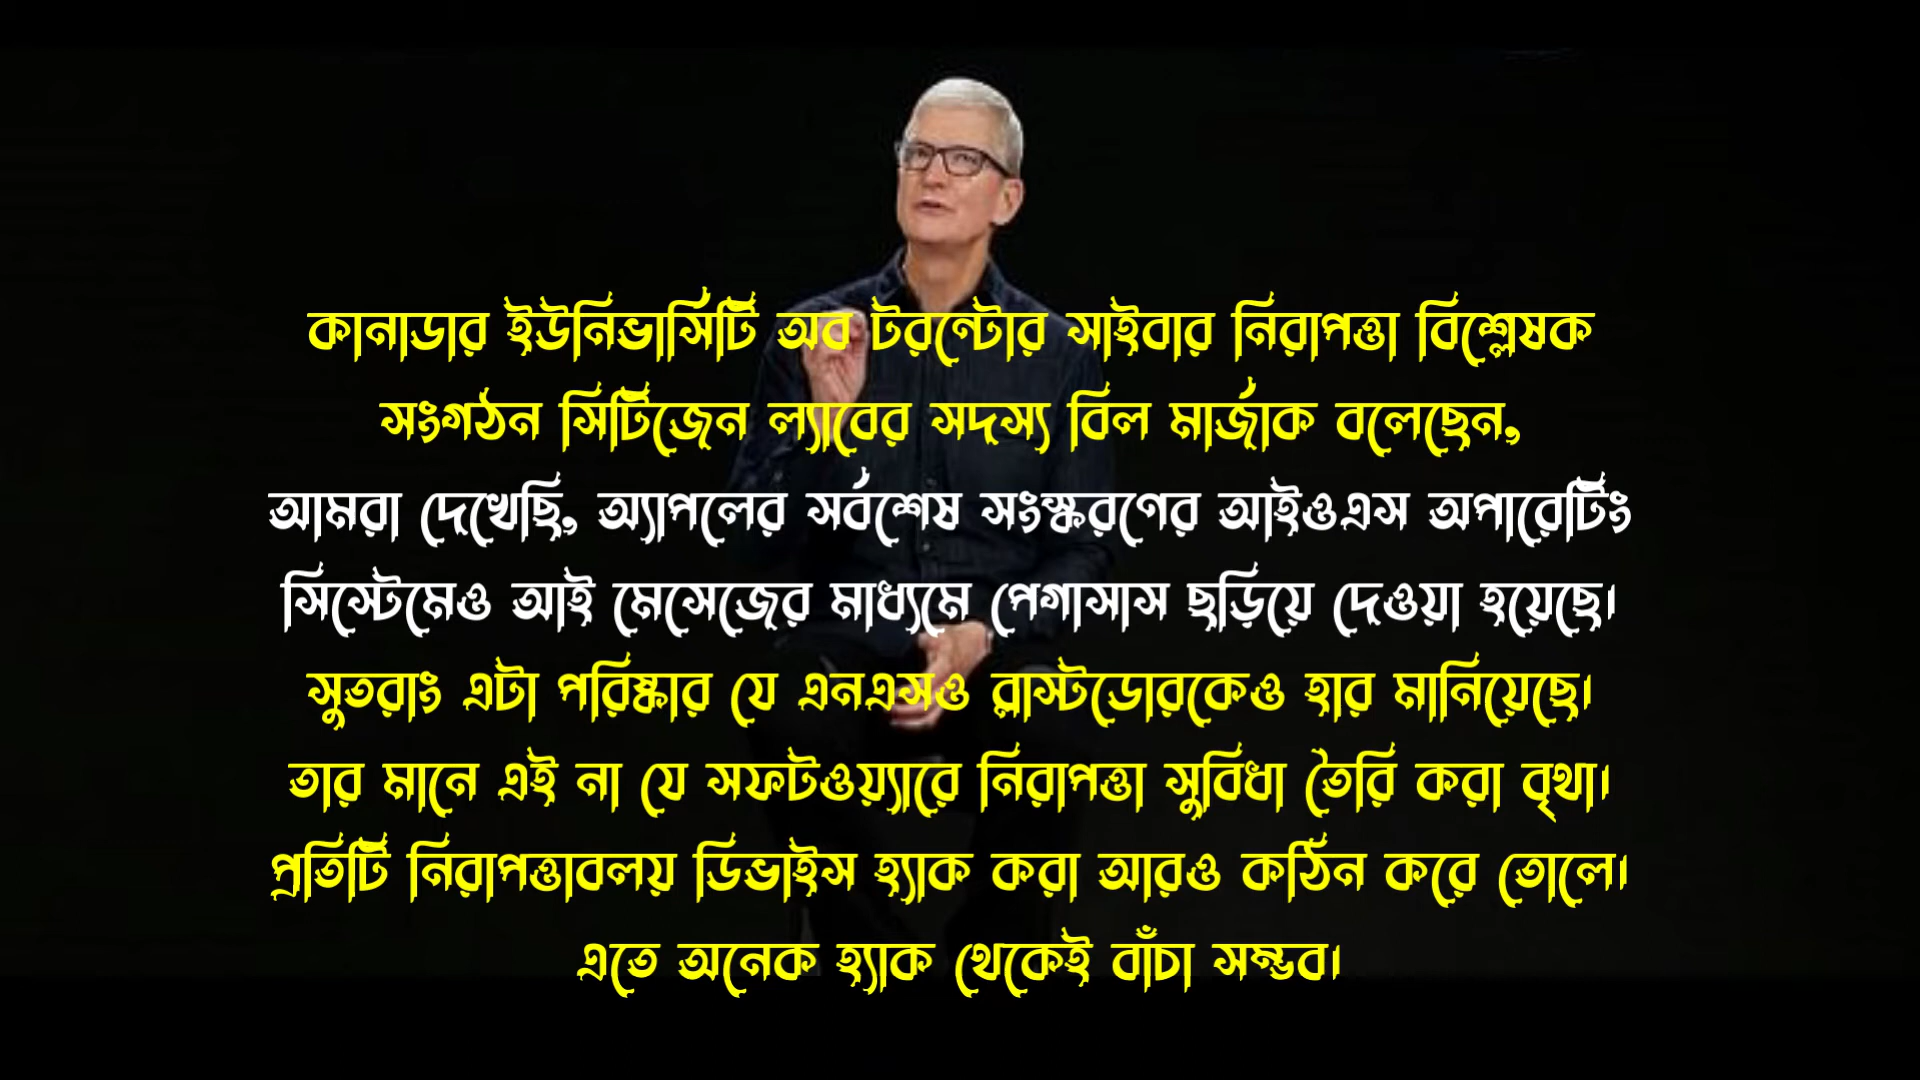 কানাডার ইউনিভার্সিটি অব টরন্টোর সাইবার নিরাপত্তা বিশ্লেষক
সংগঠন সিটিজেন ল্যাবের সদস্য বিল মার্জাক বলেছেন,
আমরা দেখেছি, অ্যাপলের সর্বশেষ সংস্করণের আইওএস অপারেটিং
সিস্টেমেও আই মেসেজের মাধ্যমে পেগাসাস ছড়িয়ে দেওয়া হয়েছে।
সুতরাং এটা পরিষ্কার যে এনএসও ব্লাস্টডোরকেও হার মানিয়েছে।
তার মানে এই না যে সফটওয়্যারে নিরাপত্তা সুবিধা তৈরি করা বৃথা।
প্রতিটি নিরাপত্তাবলয় ডিভাইস হ্যাক করা আরও কঠিন করে তোলে।
এতে অনেক হ্যাক থেকেই বাঁচা সম্ভব।